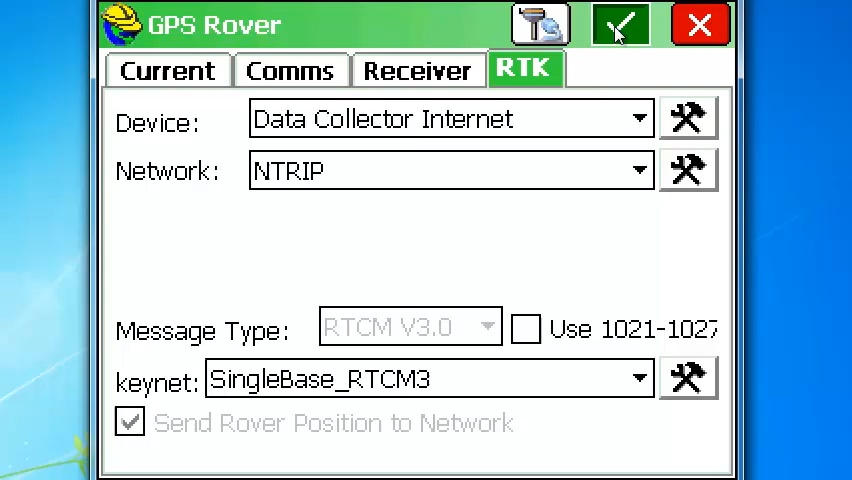 GPS Rover
Current Comms Receiver RTK
Device: Data Collector Internet
Network: NTRIP
Message Type: RTCM V3.0 Use 1021-1027
keynet: SingleBase_RTCM3
Send Rover Position to Network